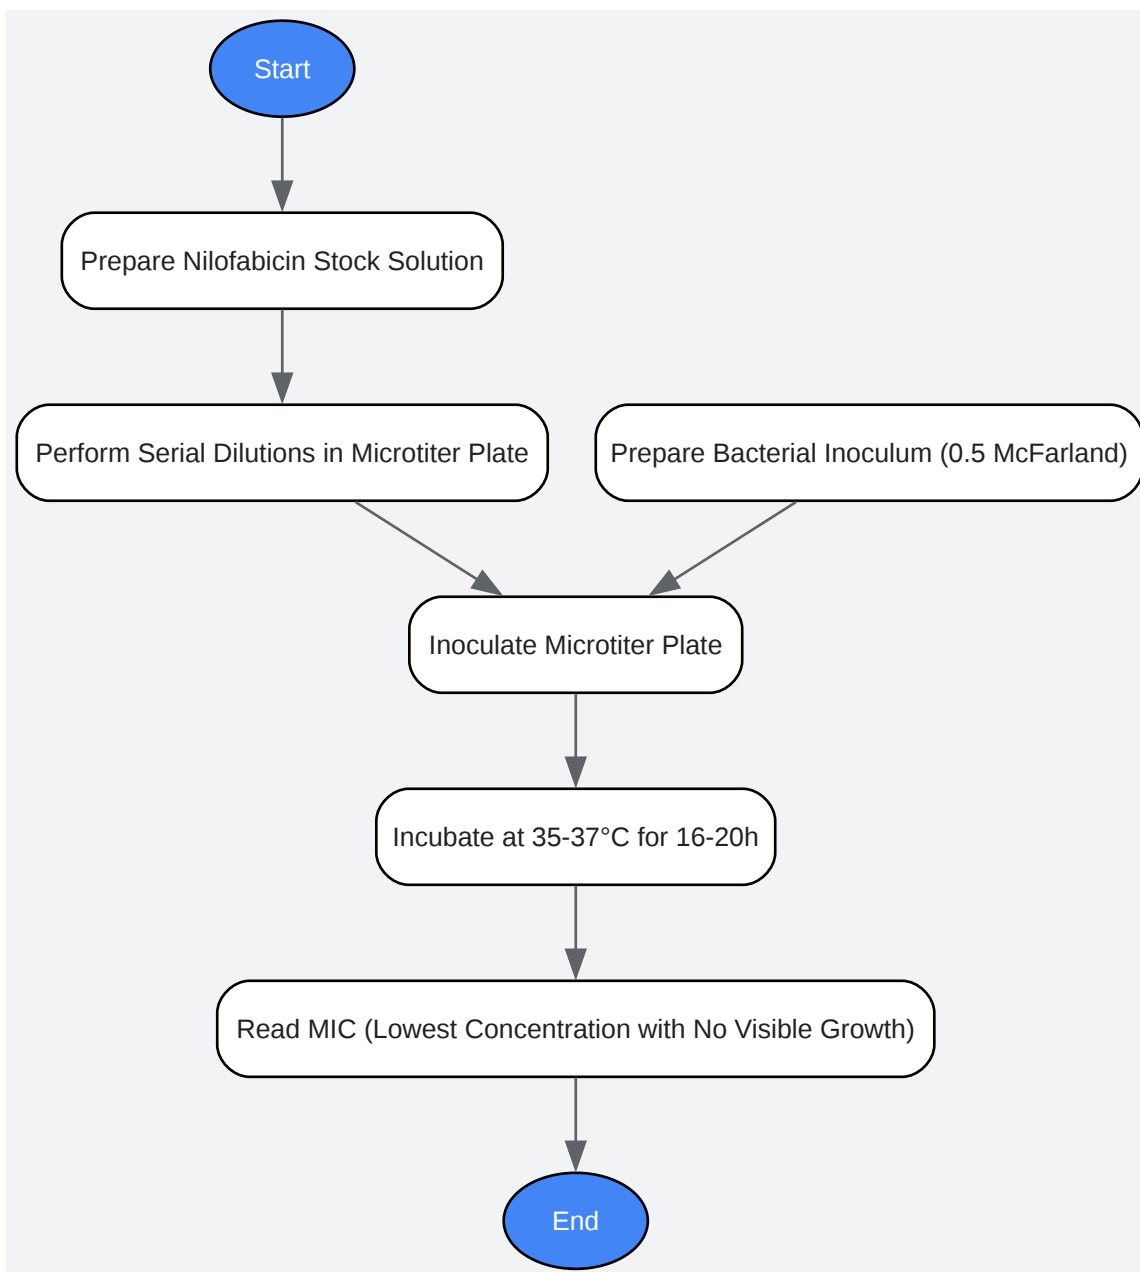 Start
Prepare Nilofabicin Stock Solution
Perform Serial Dilutions in Microtiter Plate
Prepare Bacterial Inoculum (0.5 McFarland)
Inoculate Microtiter Plate
Incubate at 35-37°C for 16-20h
Read MIC (Lowest Concentration with No Visible Growth)
End